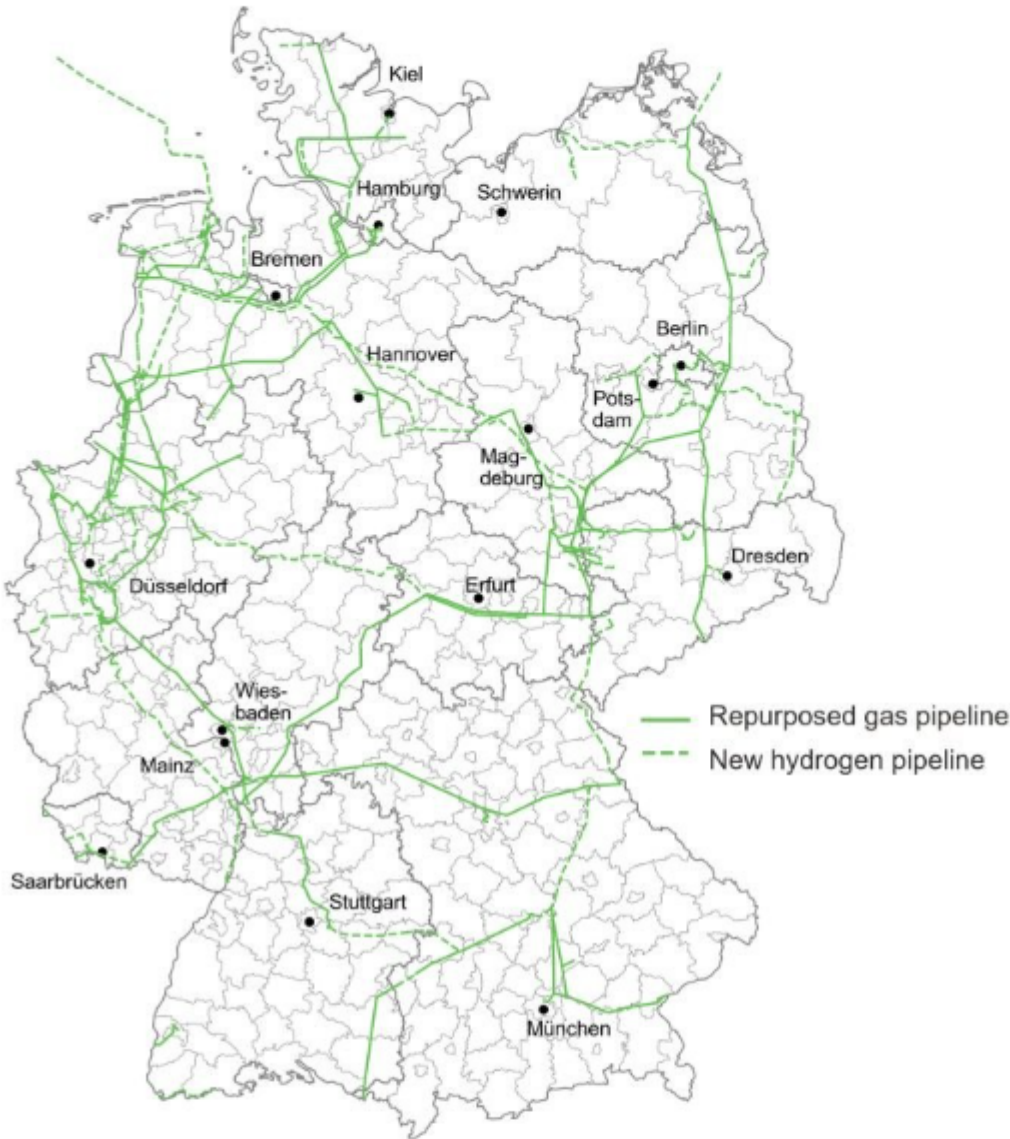 Kiel
Hamburg
Schwerin
Bremen
Berlin
Hannover
Pots-
dam
Mag-
deburg
Dresden
Düsseldorf
Erfurt
Wies-
baden
Repurposed gas pipeline
Mainz
New hydrogen pipeline
Saarbrücken
Stuttgart
München